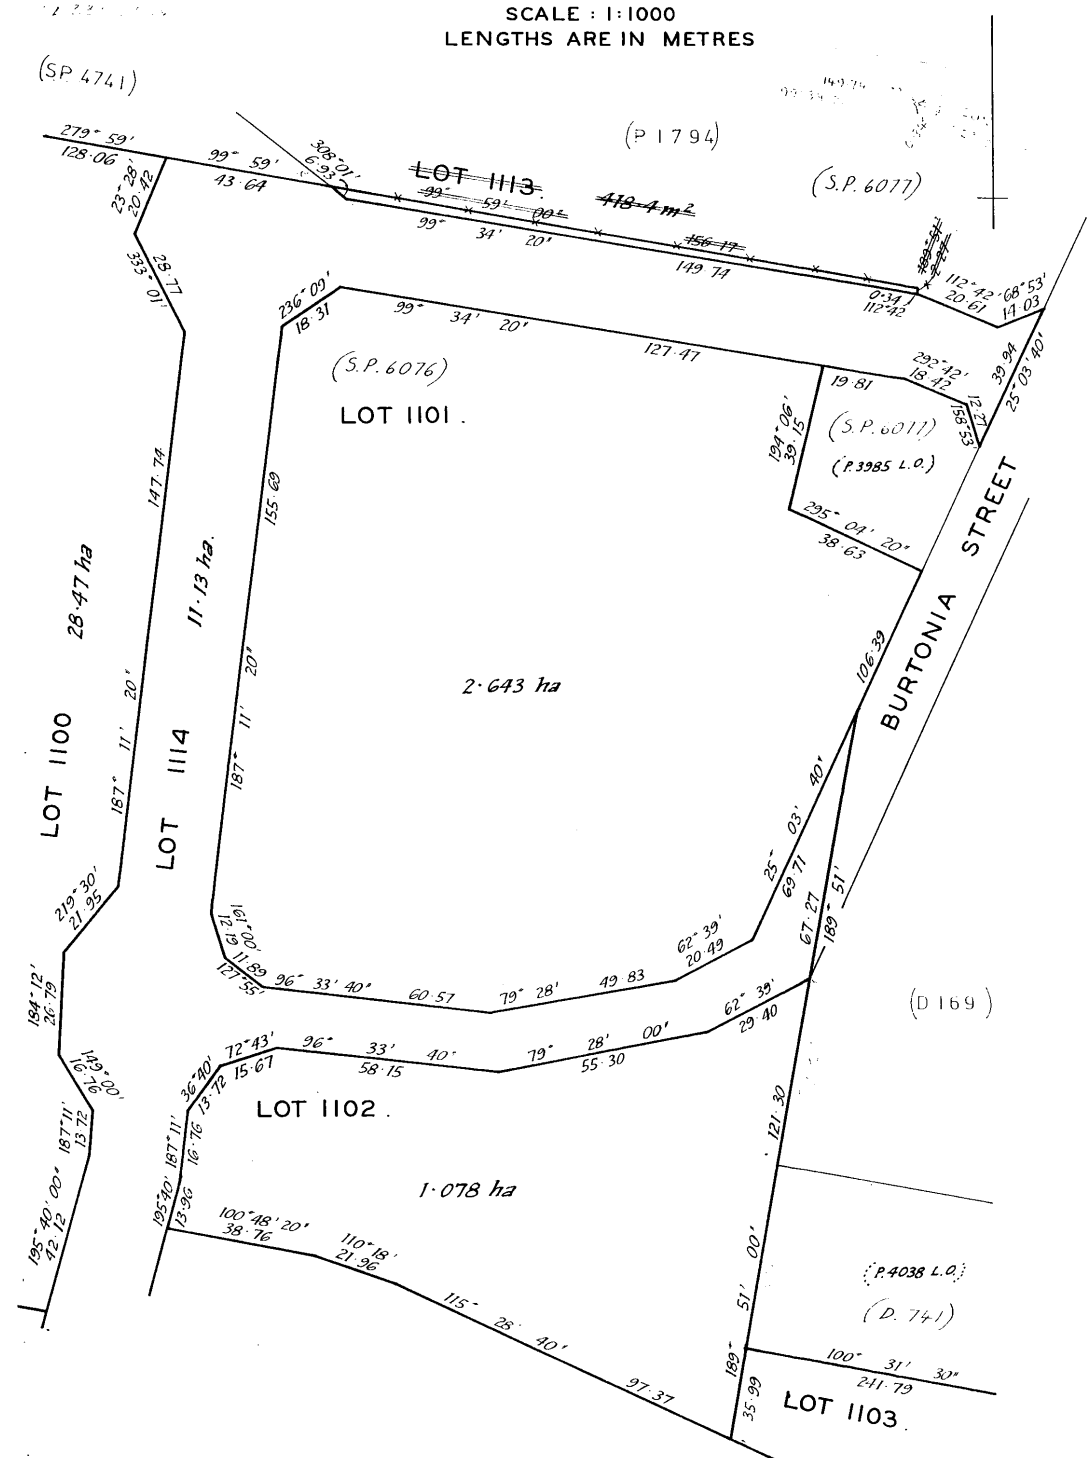 SCALE : 1:1000
LENGTHS ARE IN METRES
(S.P. 4741)
(P 1794)
(S.P. 6077)
279° 59'
128·06
99° 59'
43·64
308°01'
6·93
LOT 1113.
99° 59' 00"
418·4 m²
156·17
99° 34' 20"
149·74
189°51'
2·27
0·34
112°42
112°42'
20·61
68°53'
14·03
23° 28'
20·42
28·77
333° 01'
236° 09'
18·31
99° 34' 20"
127·47
19·81
292°42'
18·42
12·27
158°53'
39·94
25° 03' 40"
(S.P. 6076)
LOT 1101 .
194° 06'
39·15
(S.P. 6077)
(P.3985 L.O.)
295° 04' 20"
38·63
BURTONIA STREET
147·74
187° 11' 20"
155·69
187° 11' 20"
28·47 ha
LOT 1100
11·13 ha.
LOT 1114
2·643 ha
106·39
25° 03' 40"
69·71
67·27
189° 51'
219° 30'
21·95
184° 12'
26·79
149° 00'
16·76
187°11'
13·72
195° 40' 00"
42·12
161°00'
12·19
11·89
127°55'
96° 33' 40"
60·57
79° 28'
49·83
62° 39'
20·49
72°43'
15·67
96° 33' 40"
58·15
79° 28' 00"
55·30
62° 39'
29·40
36°40'
13·72
187°11'
16·76
195°40'
13·96
LOT 1102 .
1·078 ha
(D 169)
121·30
189° 51' 00"
100° 48' 20"
38·76
110°18'
21·96
115° 28' 40"
97·37
(P.4038 L.O.)
(D. 741)
100° 31' 30"
241·79
35·99
LOT 1103.